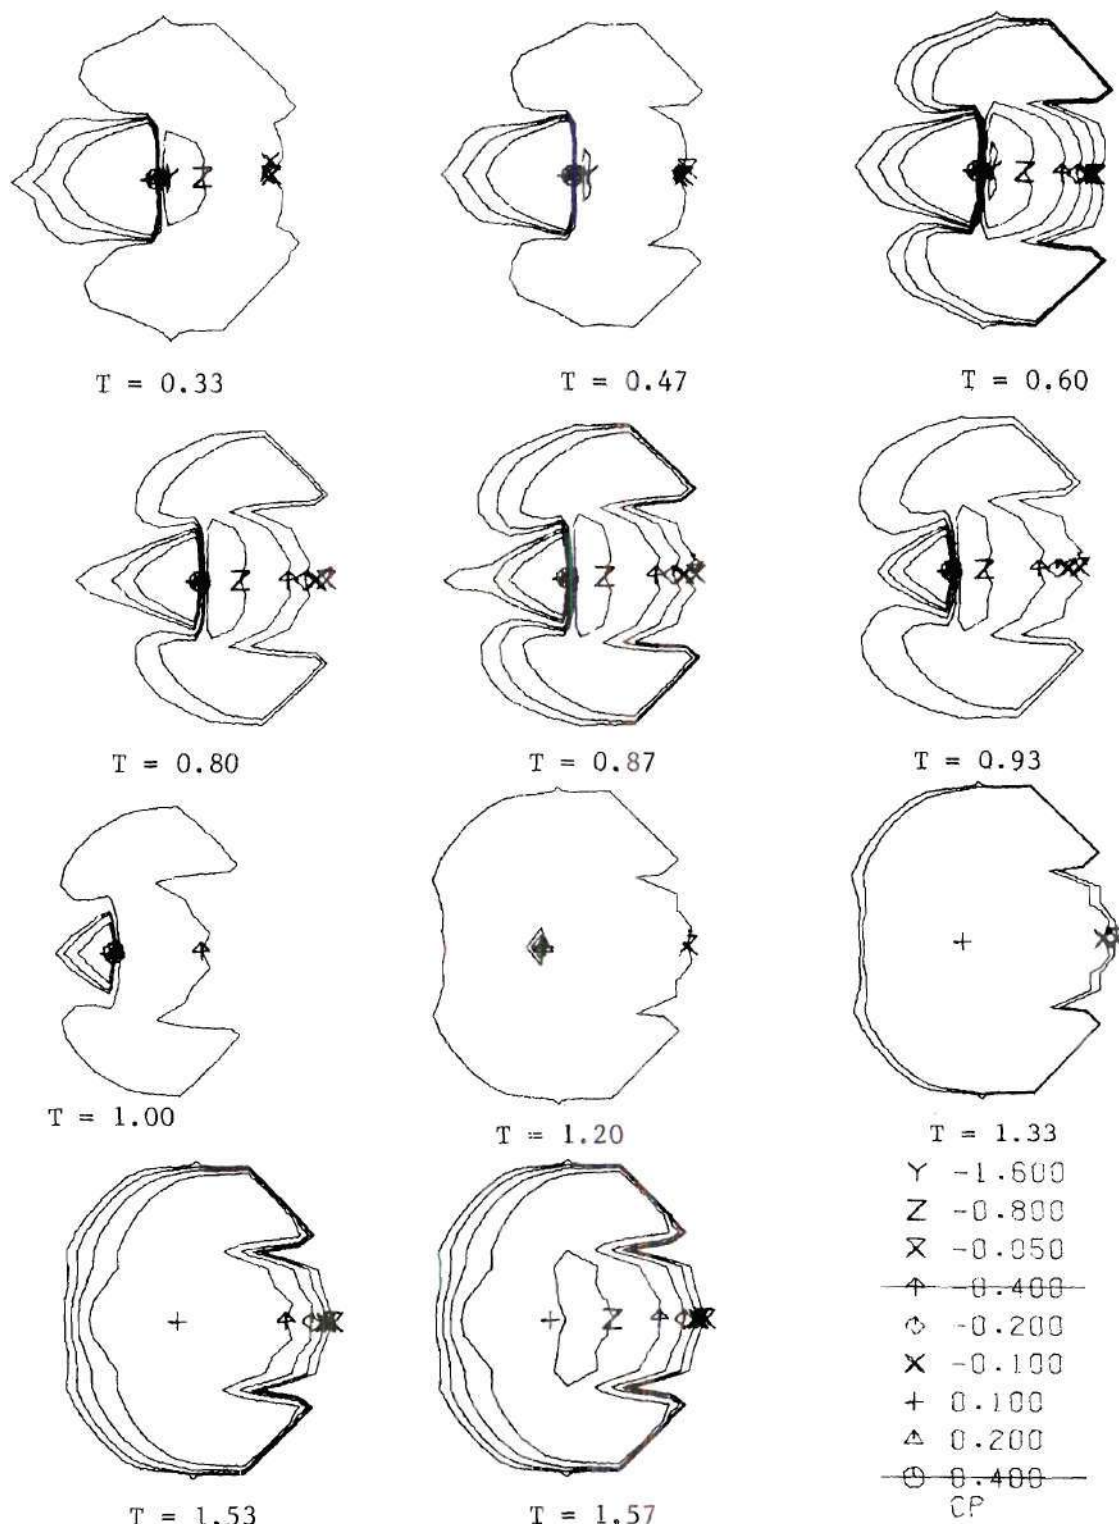 T = 0.33
T = 0.47
T = 0.60
T = 0.80
T = 0.87
T = 0.93
T = 1.00
T = 1.20
T = 1.33
T = 1.53
T = 1.57
Y -1.600
Z -0.800
-0.050
-0.400
-0.200
X -0.100
+ 0.100
0.200
0.400
CP